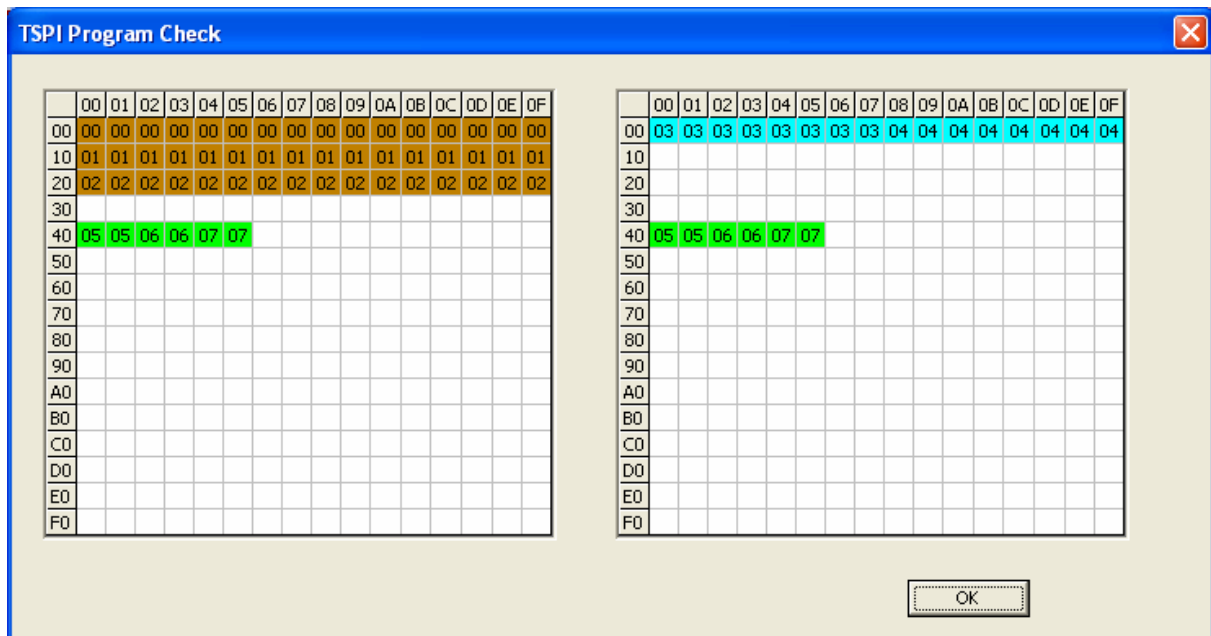 TSPI Program Check
00 01 02 03 04 05 06 07 08 09 0A 0B 0C 0D 0E 0F
00 00 00 00 00 00 00 00 00 00 00 00 00 00 00 00 00
10 01 01 01 01 01 01 01 01 01 01 01 01 01 01 01 01
20 02 02 02 02 02 02 02 02 02 02 02 02 02 02 02 02
30
40 05 05 06 06 07 07
50
60
70
80
90
A0
B0
C0
D0
E0
F0
00 01 02 03 04 05 06 07 08 09 0A 0B 0C 0D 0E 0F
00 03 03 03 03 03 03 03 03 04 04 04 04 04 04 04 04
10
20
30
40 05 05 06 06 07 07
50
60
70
80
90
A0
B0
C0
D0
E0
F0
OK